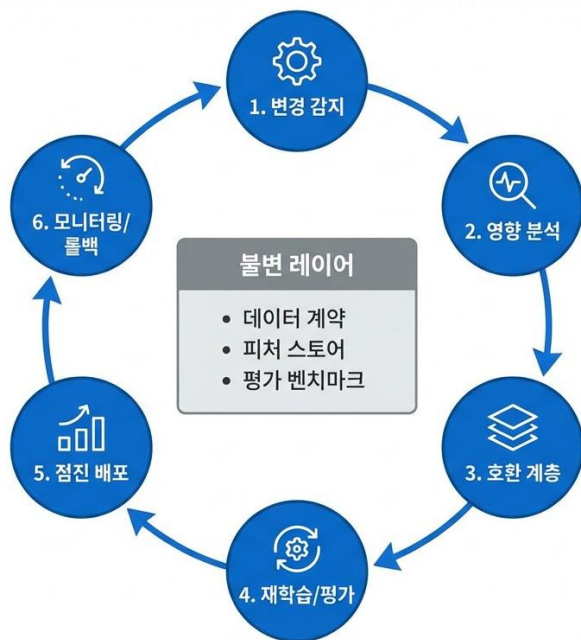 1. 변경 감지
2. 영향 분석
3. 호환 계층
4. 재학습/평가
5. 점진 배포
6. 모니터링/
롤백
불변 레이어
• 데이터 계약
• 피처 스토어
• 평가 벤치마크